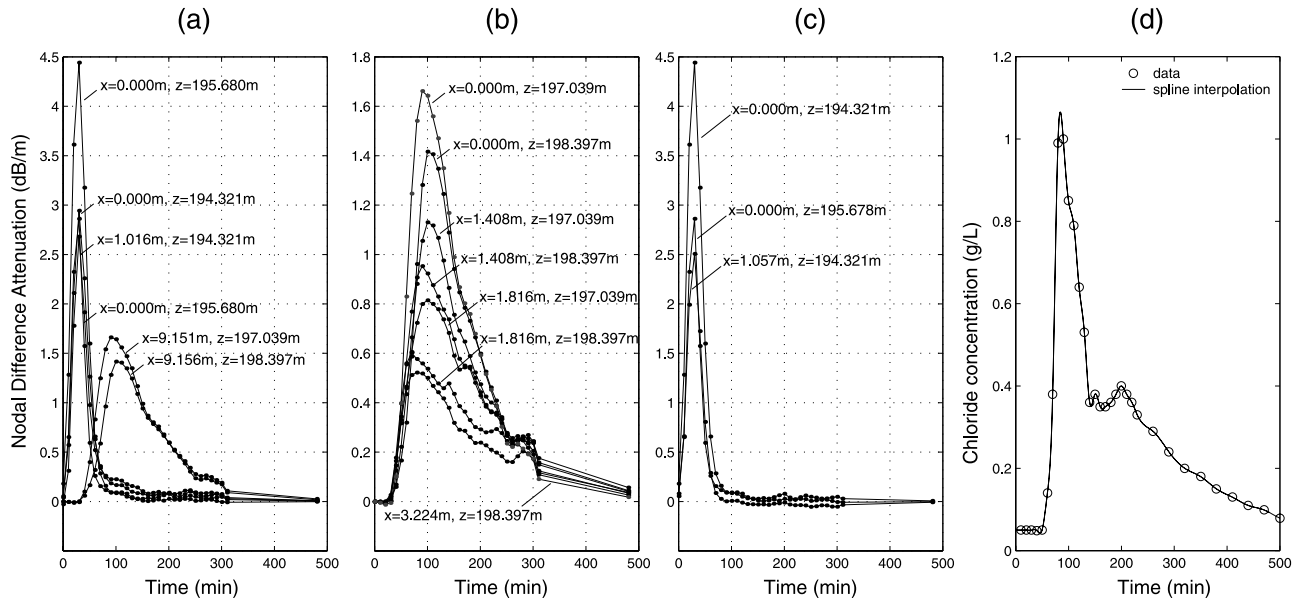 (a)
(b)
(c)
(d)
Nodal Difference Attenuation (dB/m)
4.5
4
3.5
3
2.5
2
1.5
1
0.5
0
x=0.000m, z=195.680m
x=0.000m, z=194.321m
x=1.016m, z=194.321m
x=0.000m, z=195.680m
x=9.151m, z=197.039m
x=9.156m, z=198.397m
0 100 200 300 400 500
Time (min)
1.8
1.6
1.4
1.2
1
0.8
0.6
0.4
0.2
0
x=0.000m, z=197.039m
x=0.000m, z=198.397m
x=1.408m, z=197.039m
x=1.408m, z=198.397m
x=1.816m, z=197.039m
x=1.816m, z=198.397m
x=3.224m, z=198.397m
0 100 200 300 400 500
Time (min)
4.5
4
3.5
3
2.5
2
1.5
1
0.5
0
x=0.000m, z=194.321m
x=0.000m, z=195.678m
x=1.057m, z=194.321m
0 100 200 300 400 500
Time (min)
Chloride concentration (g/L)
1.2
1
0.8
0.6
0.4
0.2
0
data
spline interpolation
0 100 200 300 400 500
Time (min)